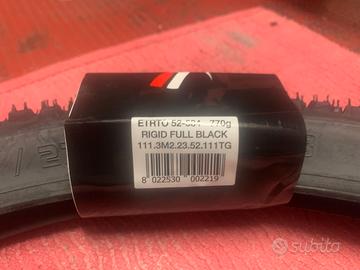 ETRTO 52-584 770g
RIGID FULL BLACK
111.3M2.23.52.111TG
8 022530 002219
subito